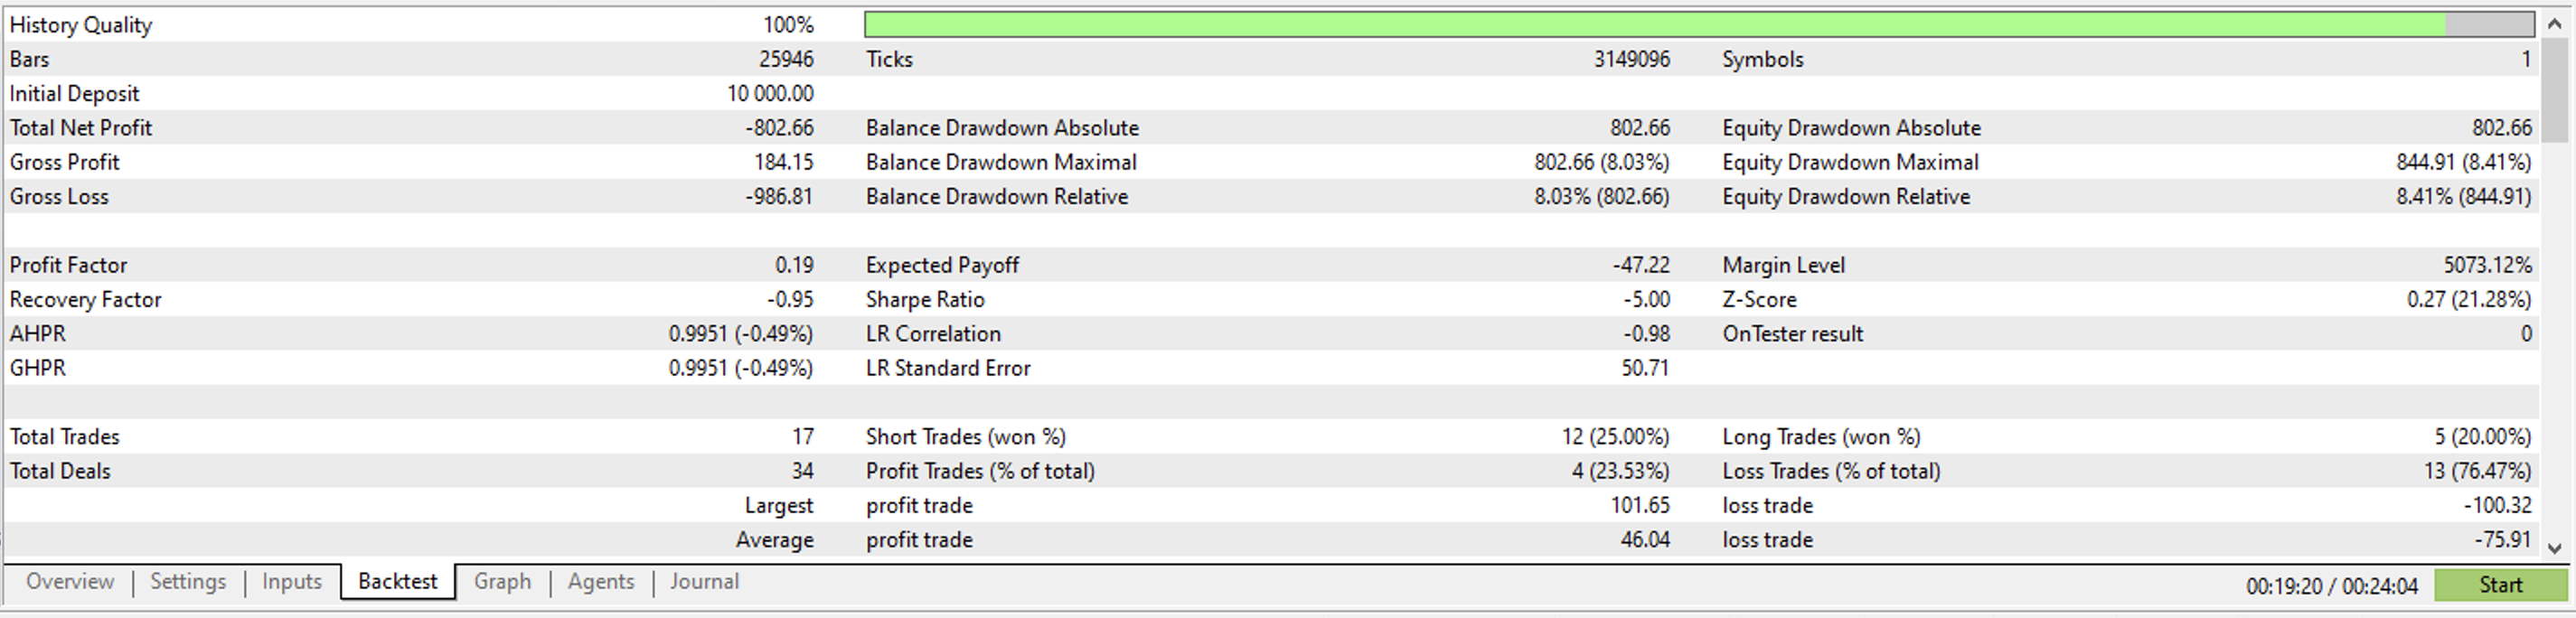 History Quality 100%
Bars 25946 Ticks 3149096 Symbols 1
Initial Deposit 10 000.00
Total Net Profit -802.66 Balance Drawdown Absolute 802.66 Equity Drawdown Absolute 802.66
Gross Profit 184.15 Balance Drawdown Maximal 802.66 (8.03%) Equity Drawdown Maximal 844.91 (8.41%)
Gross Loss -986.81 Balance Drawdown Relative 8.03% (802.66) Equity Drawdown Relative 8.41% (844.91)
Profit Factor 0.19 Expected Payoff -47.22 Margin Level 5073.12%
Recovery Factor -0.95 Sharpe Ratio -5.00 Z-Score 0.27 (21.28%)
AHPR 0.9951 (-0.49%) LR Correlation -0.98 OnTester result 0
GHPR 0.9951 (-0.49%) LR Standard Error 50.71
Total Trades 17 Short Trades (won %) 12 (25.00%) Long Trades (won %) 5 (20.00%)
Total Deals 34 Profit Trades (% of total) 4 (23.53%) Loss Trades (% of total) 13 (76.47%)
Largest profit trade 101.65 loss trade -100.32
Average profit trade 46.04 loss trade -75.91
Overview | Settings | Inputs | Backtest | Graph | Agents | Journal 00:19:20 / 00:24:04 Start